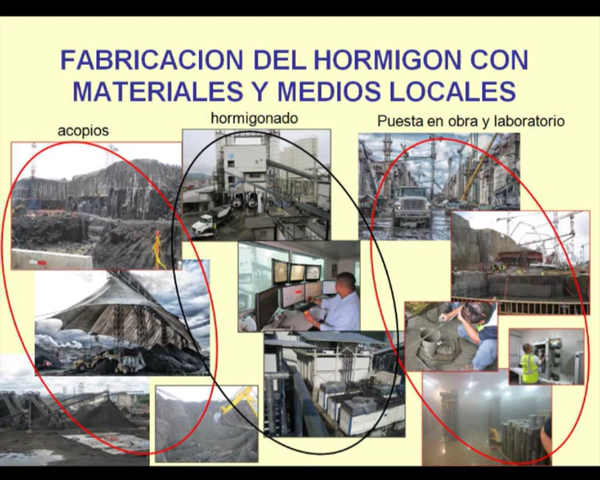 FABRICACION DEL HORMIGON CON
MATERIALES Y MEDIOS LOCALES
acopios
hormigonado
Puesta en obra y laboratorio